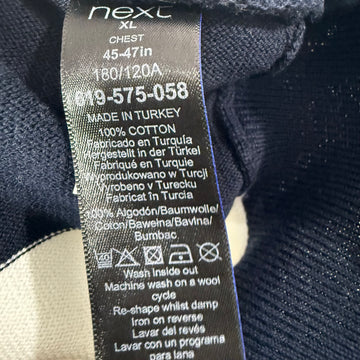 next
XL
CHEST
45-47in
180/120A
619-575-058
MADE IN TURKEY
100% COTTON
Fabricado en Turquía
Hergestellt in der Türkei
Fabriqué en Turquie
Wyprodukowano w Turcji
Vyrobeno v Turecku
Fabricat în Turcia
100% Algodón/Baumwolle/
Coton/Bawełna/Bavlna/
Bumbac
40
Wash inside out
Machine wash on a wool
cycle
Re-shape whilst damp
Iron on reverse
Lavar del revés
Lavar con un programa
para lana